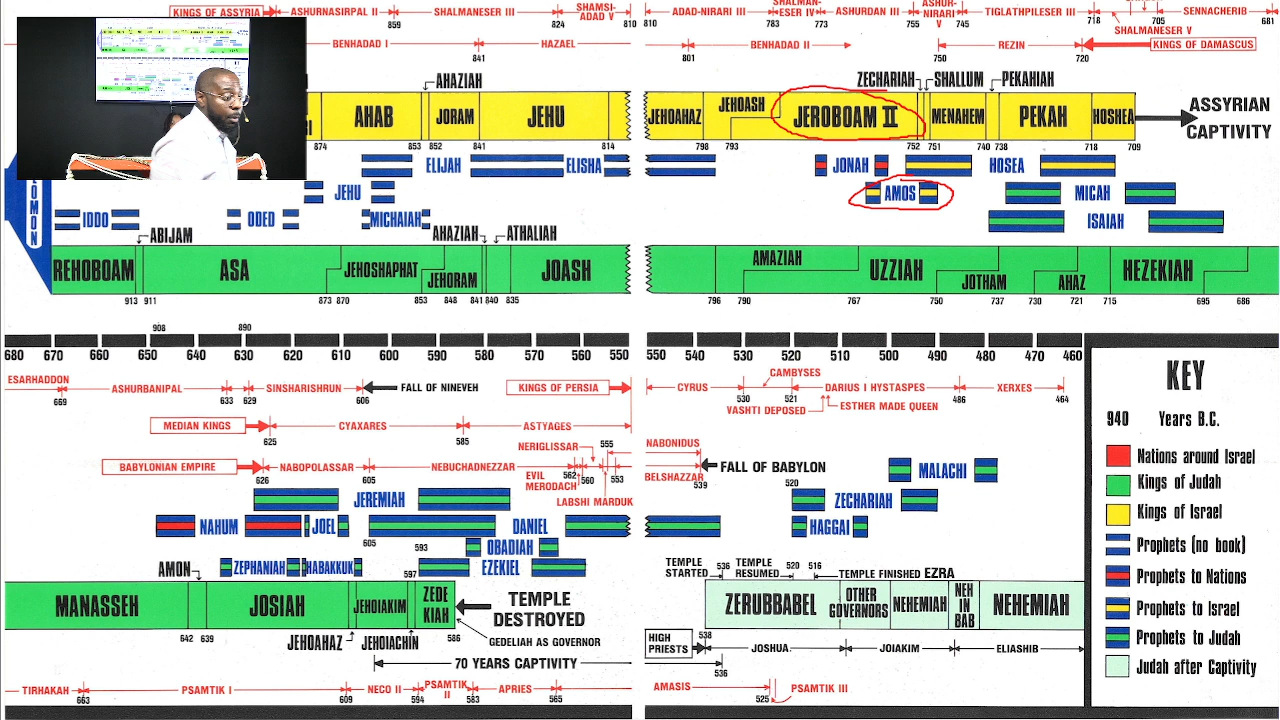 KINGS OF ASSYRIA ASHURNASIRPAL II SHALMANESER III SHAMSI-ADAD V ADAD-NIRARI III SHALMAN-ESER IV ASHURDAN III ASHUR-NIRARI V TIGLATHPILESER III SENNACHERIB
859 824 810 810 783 773 755 745 718 705 681
SHALMANESER V
BENHADAD I HAZAEL BENHADAD II REZIN KINGS OF DAMASCUS
841 801 750 720
AHAZIAH ZECHARIAH SHALLUM PEKAHIAH
AHAB JORAM JEHU JEHOAHAZ JEHOASH JEROBOAM II MENAHEM PEKAH HOSEA
ASSYRIAN
CAPTIVITY
874 853 852 841 814 798 793 752 751 740 738 718 709
ELIJAH ELISHA JONAH HOSEA
JEHU AMOS MICAH
IDDO ODED MICHAIAH ISAIAH
OMON
ABIJAM AHAZIAH ATHALIAH
REHOBOAM ASA JEHOSHAPHAT JEHORAM JOASH AMAZIAH UZZIAH JOTHAM AHAZ HEZEKIAH
913 911 873 870 853 848 841 840 835 796 790 767 750 737 730 721 715 695 686
908 890
680 670 660 650 640 630 620 610 600 590 580 570 560 550 550 540 530 520 510 500 490 480 470 460
ESARHADDON ASHURBANIPAL SINSHARISHRUN FALL OF NINEVEH KINGS OF PERSIA CYRUS CAMBYSES DARIUS I HYSTASPES XERXES
669 633 629 606 530 521 486 464
VASHTI DEPOSED ESTHER MADE QUEEN
MEDIAN KINGS CYAXARES ASTYAGES
625 585
NERIGLISSAR 555 NABONIDUS
BABYLONIAN EMPIRE NABOPOLASSAR NEBUCHADNEZZAR FALL OF BABYLON
626 605 EVIL MERODACH 562 560 553 BELSHAZZAR 539
LABSHI MARDUK
MALACHI
520
JEREMIAH ZECHARIAH
NAHUM JOEL DANIEL HAGGAI
605 593
OBADIAH
ZEPHANIAH HABAKKUK EZEKIEL
AMON 597
TEMPLE STARTED 536 TEMPLE RESUMED 520 516 TEMPLE FINISHED EZRA
MANASSEH JOSIAH JEHOIAKIM ZEDEKIAH TEMPLE DESTROYED ZERUBBABEL OTHER GOVERNORS NEHEMIAH NEH IN BAB NEHEMIAH
642 639 JEHOAHAZ JEHOIACHIN 586 GEDELIAH AS GOVERNOR
HIGH PRIESTS 538 JOSHUA JOIAKIM ELIASHIB
70 YEARS CAPTIVITY 536
TIRHAKAH PSAMTIK I NECO II PSAMTIK II APRIES AMASIS PSAMTIK III
663 609 594 583 565 525
KEY
940 Years B.C.
Nations around Israel
Kings of Judah
Kings of Israel
Prophets (no book)
Prophets to Nations
Prophets to Israel
Prophets to Judah
Judah after Captivity